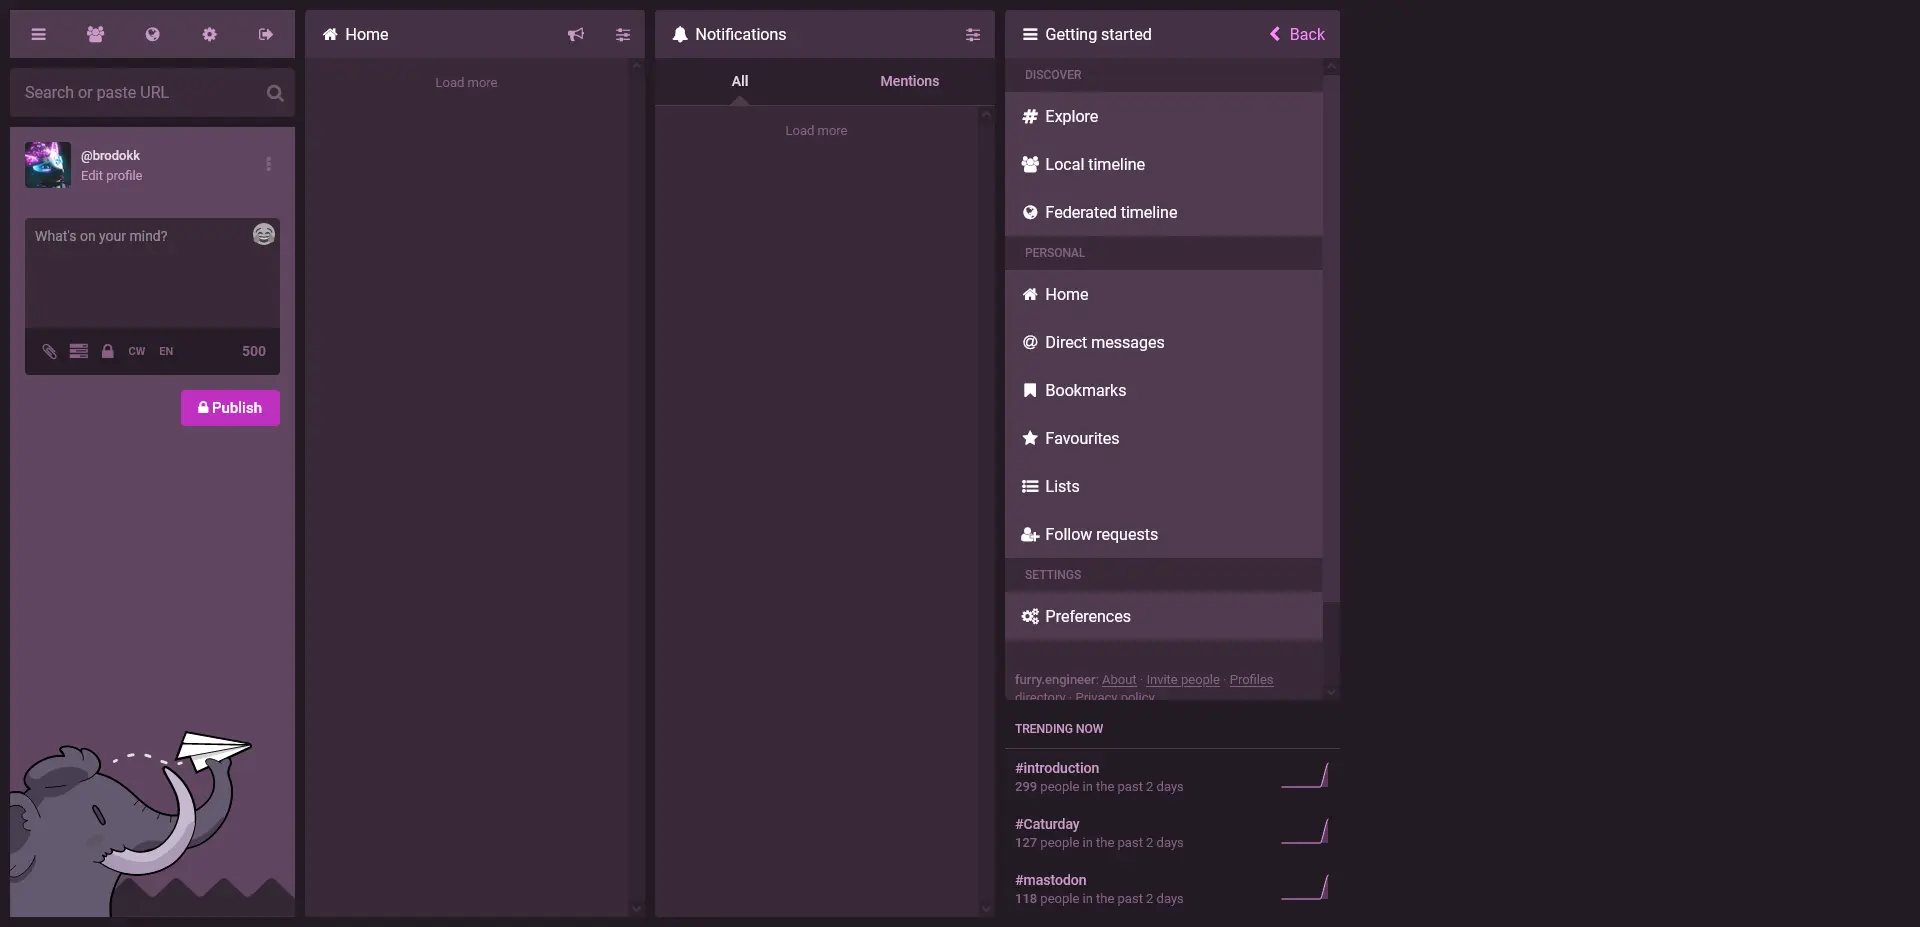 Search or paste URL
@brodokk
Edit profile
What's on your mind?
CW EN 500
Publish
Home
Load more
Notifications
All Mentions
Load more
Getting started Back
DISCOVER
Explore
Local timeline
Federated timeline
PERSONAL
Home
Direct messages
Bookmarks
Favourites
Lists
Follow requests
SETTINGS
Preferences
furry.engineer: About · Invite people · Profiles
directory · Privacy policy
TRENDING NOW
#introduction
299 people in the past 2 days
#Caturday
127 people in the past 2 days
#mastodon
118 people in the past 2 days